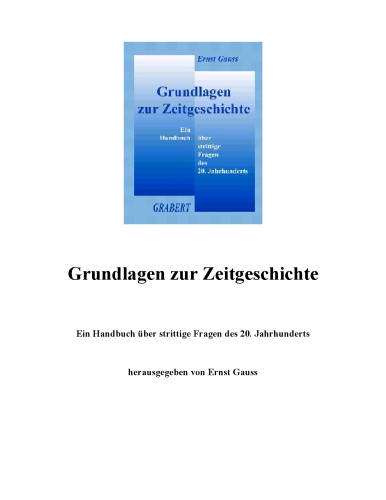 Ernst Gauss
Grundlagen
zur Zeitgeschichte
Ein
Handbuch
über
strittige
Fragen
des
20. Jahrhunderts
GRABERT
Grundlagen zur Zeitgeschichte
Ein Handbuch über strittige Fragen des 20. Jahrhunderts
herausgegeben von Ernst Gauss